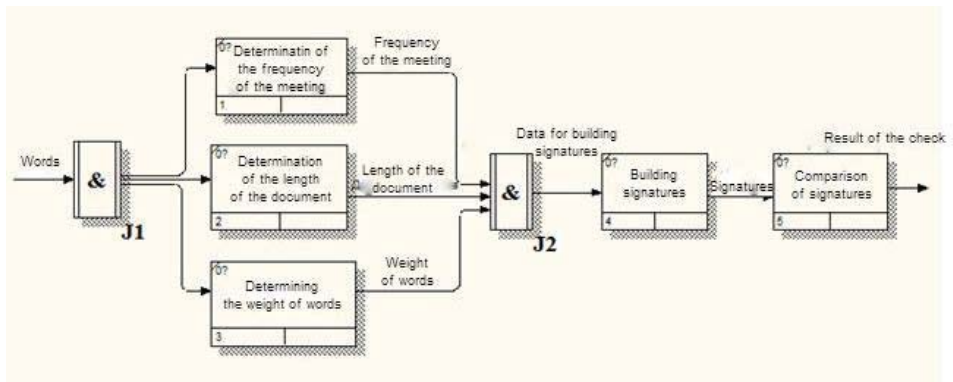 Words
&
J1
0?
Determinatin of
the frequency
of the meeting
1
Frequency
of the meeting
0?
Determination
of the length
of the document
2
Length of the
document
0?
Determining
the weight of words
3
Weight
of words
&
J2
Data for building
signatures
0?
Building
signatures
4
Signatures
0?
Comparison
of signatures
5
Result of the check